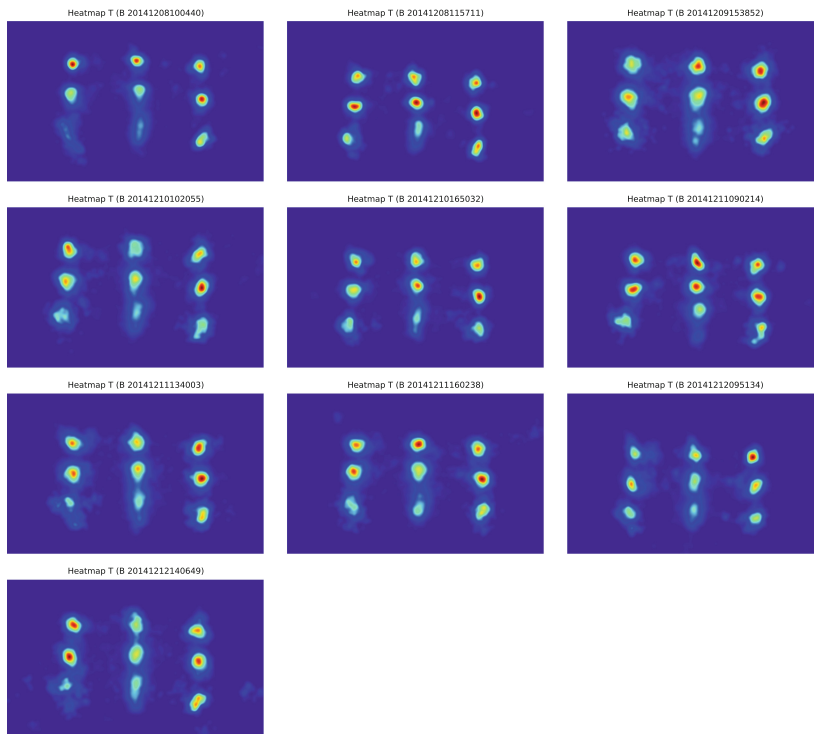 Heatmap T (B 20141208100440)
Heatmap T (B 20141208115711)
Heatmap T (B 20141209153852)
Heatmap T (B 20141210102055)
Heatmap T (B 20141210165032)
Heatmap T (B 20141211090214)
Heatmap T (B 20141211134003)
Heatmap T (B 20141211160238)
Heatmap T (B 20141212095134)
Heatmap T (B 20141212140649)